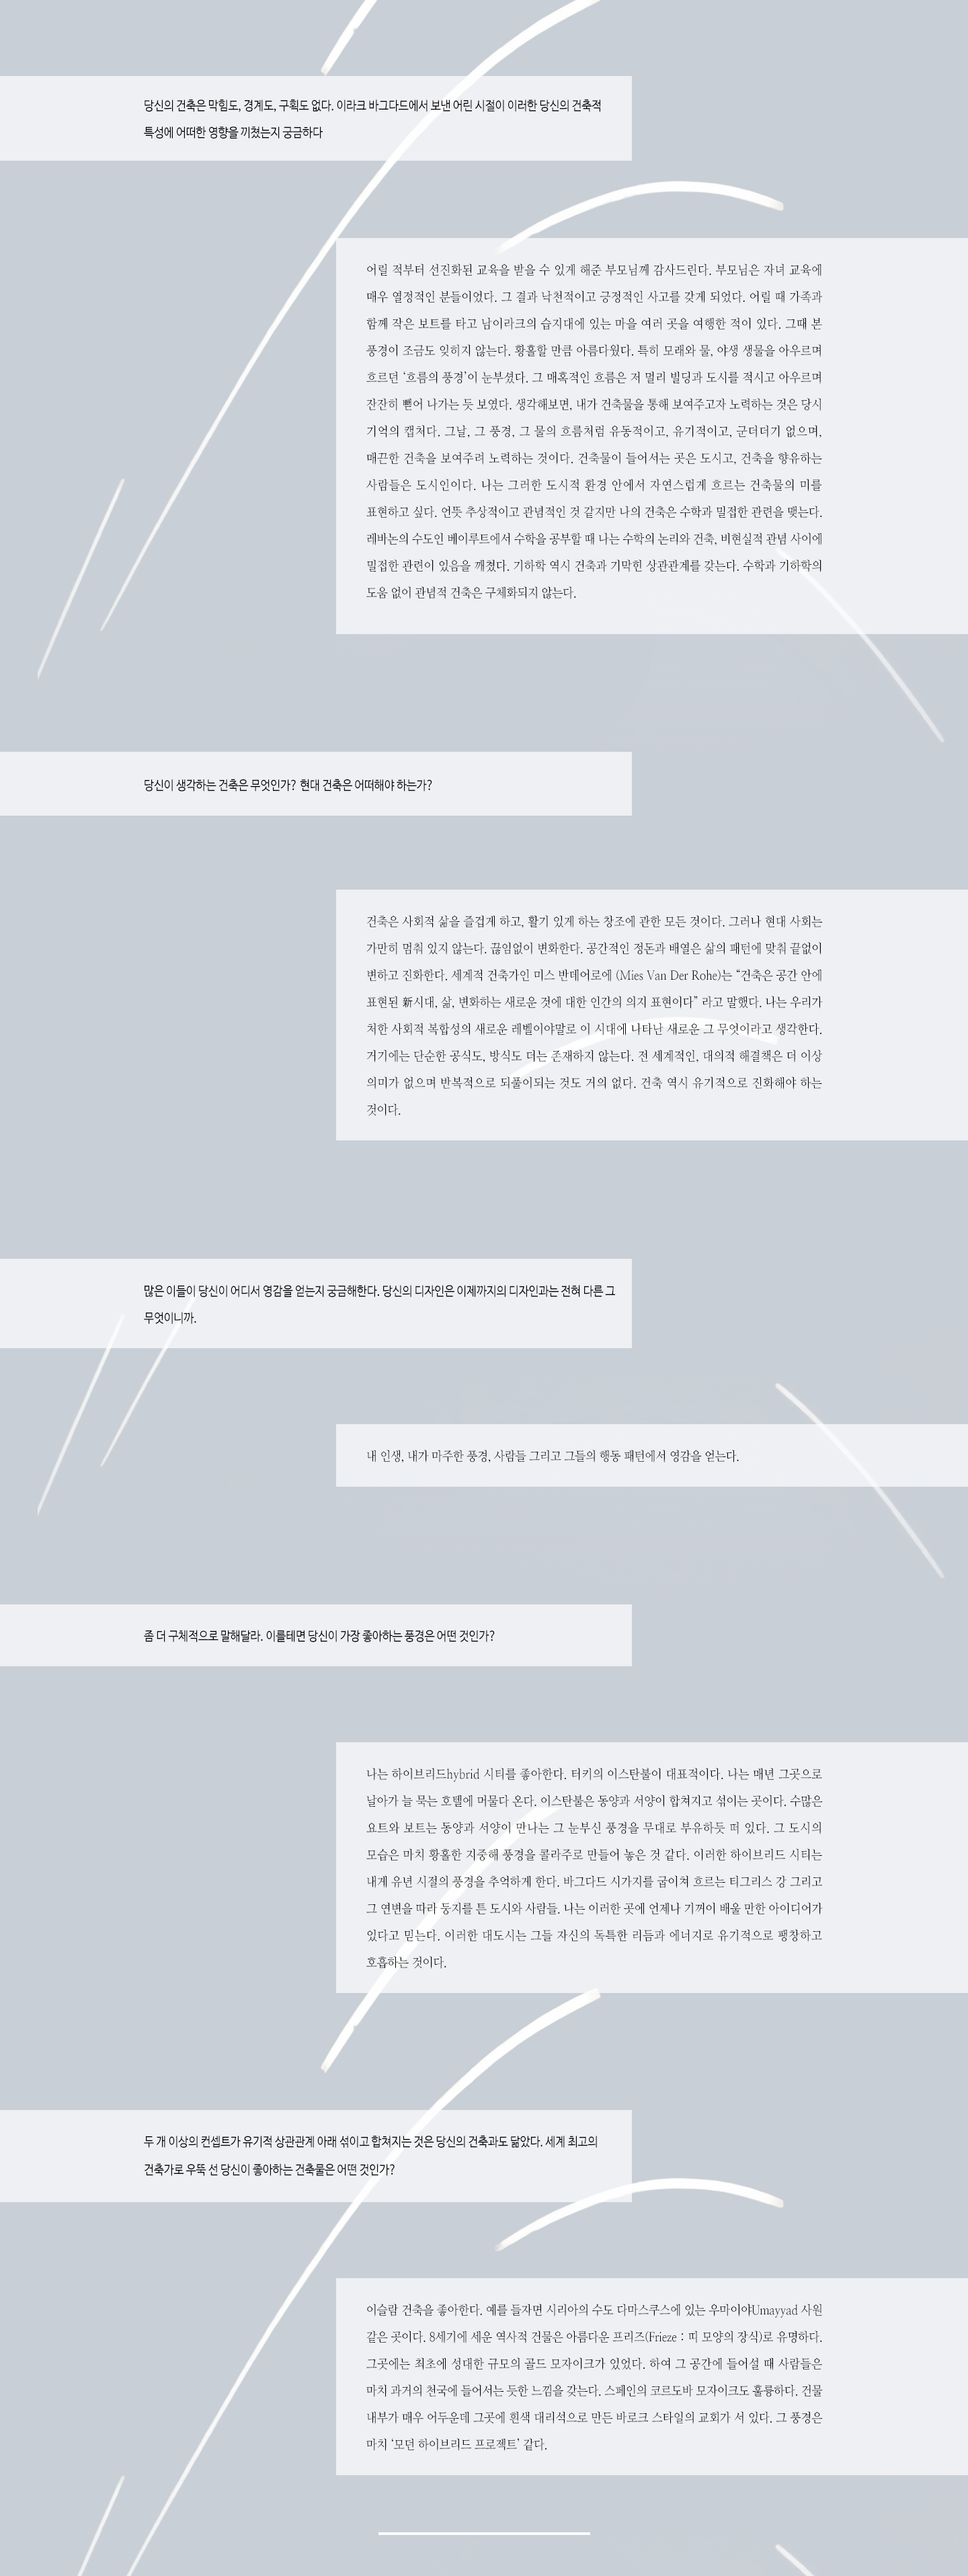 당신의 건축은 막힘도, 경계도, 구획도 없다. 이라크 바그다드에서 보낸 어린 시절이 이러한 당신의 건축적
특성에 어떠한 영향을 끼쳤는지 궁금하다
어릴 적부터 선진화된 교육을 받을 수 있게 해준 부모님께 감사드린다. 부모님은 자녀 교육에
매우 열정적인 분들이었다. 그 결과 낙천적이고 긍정적인 사고를 갖게 되었다. 어릴 때 가족과
함께 작은 보트를 타고 남이라크의 습지대에 있는 마을 여러 곳을 여행한 적이 있다. 그때 본
풍경이 조금도 잊히지 않는다. 황홀할 만큼 아름다웠다. 특히 모래와 물, 야생 생물을 아우르며
흐르던 ‘흐름의 풍경’이 눈부셨다. 그 매혹적인 흐름은 저 멀리 빌딩과 도시를 적시고 아우르며
잔잔히 뻗어 나가는 듯 보였다. 생각해보면, 내가 건축물을 통해 보여주고자 노력하는 것은 당시
기억의 캡처다. 그날, 그 풍경, 그 물의 흐름처럼 유동적이고, 유기적이고, 군더더기 없으며,
매끈한 건축을 보여주려 노력하는 것이다. 건축물이 들어서는 곳은 도시고, 건축을 향유하는
사람들은 도시인이다. 나는 그러한 도시적 환경 안에서 자연스럽게 흐르는 건축물의 미를
표현하고 싶다. 언뜻 추상적이고 관념적인 것 같지만 나의 건축은 수학과 밀접한 관련을 맺는다.
레바논의 수도인 베이루트에서 수학을 공부할 때 나는 수학의 논리와 건축, 비현실적 관념 사이에
밀접한 관련이 있음을 깨쳤다. 기하학 역시 건축과 기막힌 상관관계를 갖는다. 수학과 기하학의
도움 없이 관념적 건축은 구체화되지 않는다.
당신이 생각하는 건축은 무엇인가? 현대 건축은 어떠해야 하는가?
건축은 사회적 삶을 즐겁게 하고, 활기 있게 하는 창조에 관한 모든 것이다. 그러나 현대 사회는
가만히 멈춰 있지 않는다. 끊임없이 변화한다. 공간적인 정돈과 배열은 삶의 패턴에 맞춰 끝없이
변하고 진화한다. 세계적 건축가인 미스 반데어로에 (Mies Van Der Rohe)는 “건축은 공간 안에
표현된 新시대, 삶, 변화하는 새로운 것에 대한 인간의 의지 표현이다” 라고 말했다. 나는 우리가
처한 사회적 복합성의 새로운 레벨이야말로 이 시대에 나타난 새로운 그 무엇이라고 생각한다.
거기에는 단순한 공식도, 방식도 더는 존재하지 않는다. 전 세계적인, 대의적 해결책은 더 이상
의미가 없으며 반복적으로 되풀이되는 것도 거의 없다. 건축 역시 유기적으로 진화해야 하는
것이다.
많은 이들이 당신이 어디서 영감을 얻는지 궁금해한다. 당신의 디자인은 이제까지의 디자인과는 전혀 다른 그
무엇이니까.
내 인생, 내가 마주한 풍경, 사람들 그리고 그들의 행동 패턴에서 영감을 얻는다.
좀 더 구체적으로 말해달라. 이를테면 당신이 가장 좋아하는 풍경은 어떤 것인가?
나는 하이브리드hybrid 시티를 좋아한다. 터키의 이스탄불이 대표적이다. 나는 매년 그곳으로
날아가 늘 묵는 호텔에 머물다 온다. 이스탄불은 동양과 서양이 합쳐지고 섞이는 곳이다. 수많은
요트와 보트는 동양과 서양이 만나는 그 눈부신 풍경을 무대로 부유하듯 떠 있다. 그 도시의
모습은 마치 황홀한 지중해 풍경을 콜라주로 만들어 놓은 것 같다. 이러한 하이브리드 시티는
내게 유년 시절의 풍경을 추억하게 한다. 바그다드 시가지를 굽이쳐 흐르는 티그리스 강 그리고
그 연변을 따라 둥지를 튼 도시와 사람들. 나는 이러한 곳에 언제나 기꺼이 배울 만한 아이디어가
있다고 믿는다. 이러한 대도시는 그들 자신의 독특한 리듬과 에너지로 유기적으로 팽창하고
호흡하는 것이다.
두 개 이상의 컨셉트가 유기적 상관관계 아래 섞이고 합쳐지는 것은 당신의 건축과도 닮았다. 세계 최고의
건축가로 우뚝 선 당신이 좋아하는 건축물은 어떤 것인가?
이슬람 건축을 좋아한다. 예를 들자면 시리아의 수도 다마스쿠스에 있는 우마이야Umayyad 사원
같은 곳이다. 8세기에 세운 역사적 건물은 아름다운 프리즈(Frieze : 띠 모양의 장식)로 유명하다.
그곳에는 최초에 성대한 규모의 골드 모자이크가 있었다. 하여 그 공간에 들어설 때 사람들은
마치 과거의 천국에 들어서는 듯한 느낌을 갖는다. 스페인의 코르도바 모자이크도 훌륭하다. 건물
내부가 매우 어두운데 그곳에 흰색 대리석으로 만든 바로크 스타일의 교회가 서 있다. 그 풍경은
마치 ‘모던 하이브리드 프로젝트’ 같다.